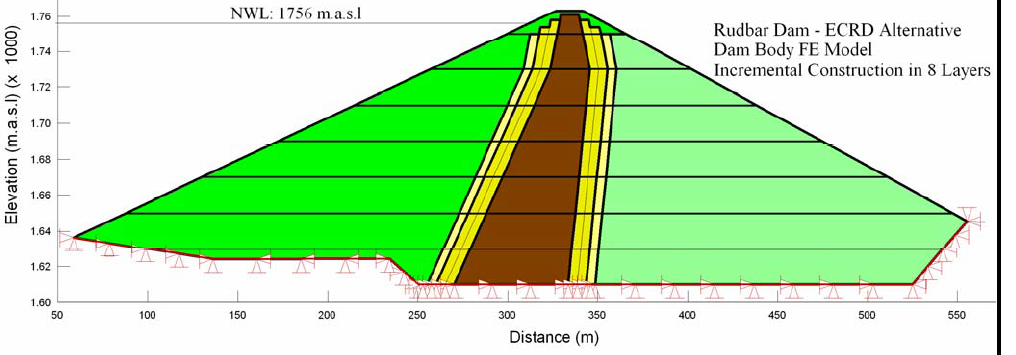 NWL: 1756 m.a.s.l
Rudbar Dam - ECRD Alternative
Dam Body FE Model
Incremental Construction in 8 Layers
Elevation (m.a.s.l) (x 1000)
1.76
1.74
1.72
1.70
1.68
1.66
1.64
1.62
1.60
50 100 150 200 250 300 350 400 450 500 550
Distance (m)